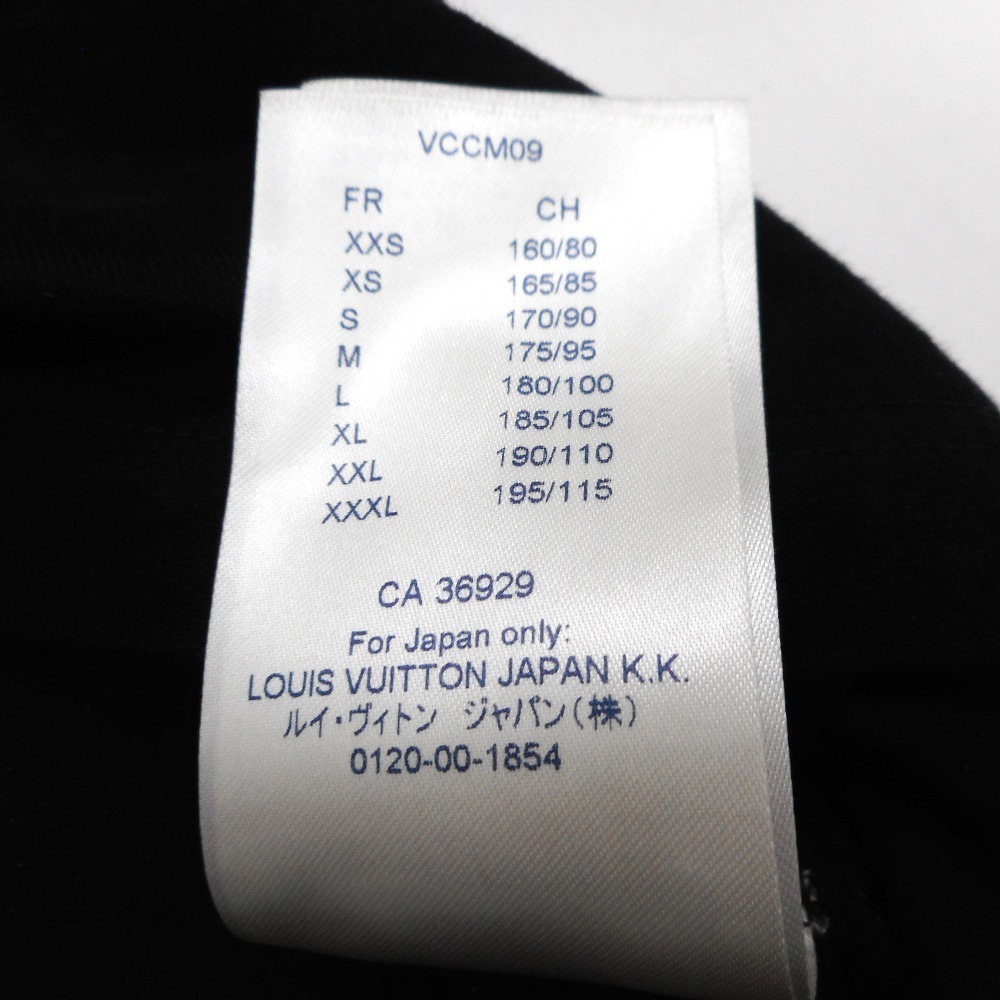 VCCM09
FR CH
XXS 160/80
XS 165/85
S 170/90
M 175/95
L 180/100
XL 185/105
XXL 190/110
XXXL 195/115
CA 36929
For Japan only:
LOUIS VUITTON JAPAN K.K.
ルイ・ヴィトン ジャパン(株)
0120-00-1854